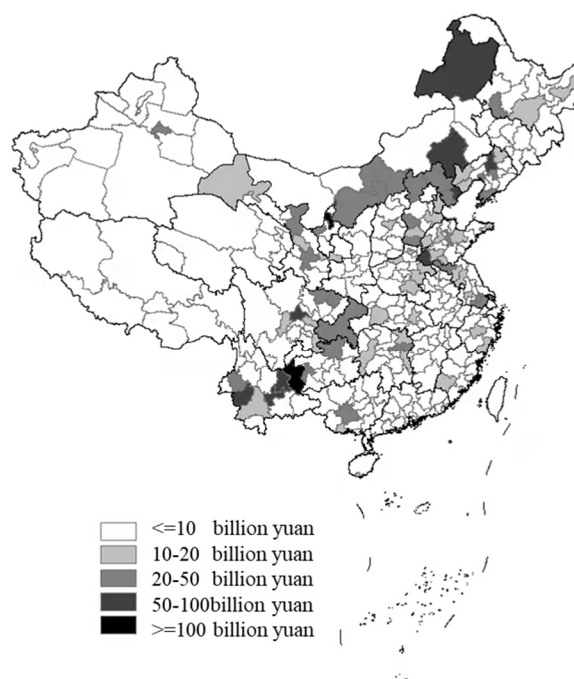 <=10 billion yuan
10-20 billion yuan
20-50 billion yuan
50-100billion yuan
>=100 billion yuan